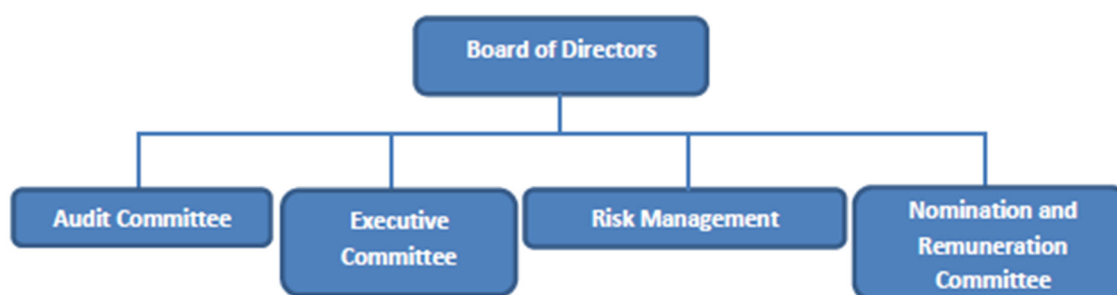 Board of Directors
Audit Committee
Executive
Committee
Risk Management
Nomination and
Remuneration
Committee